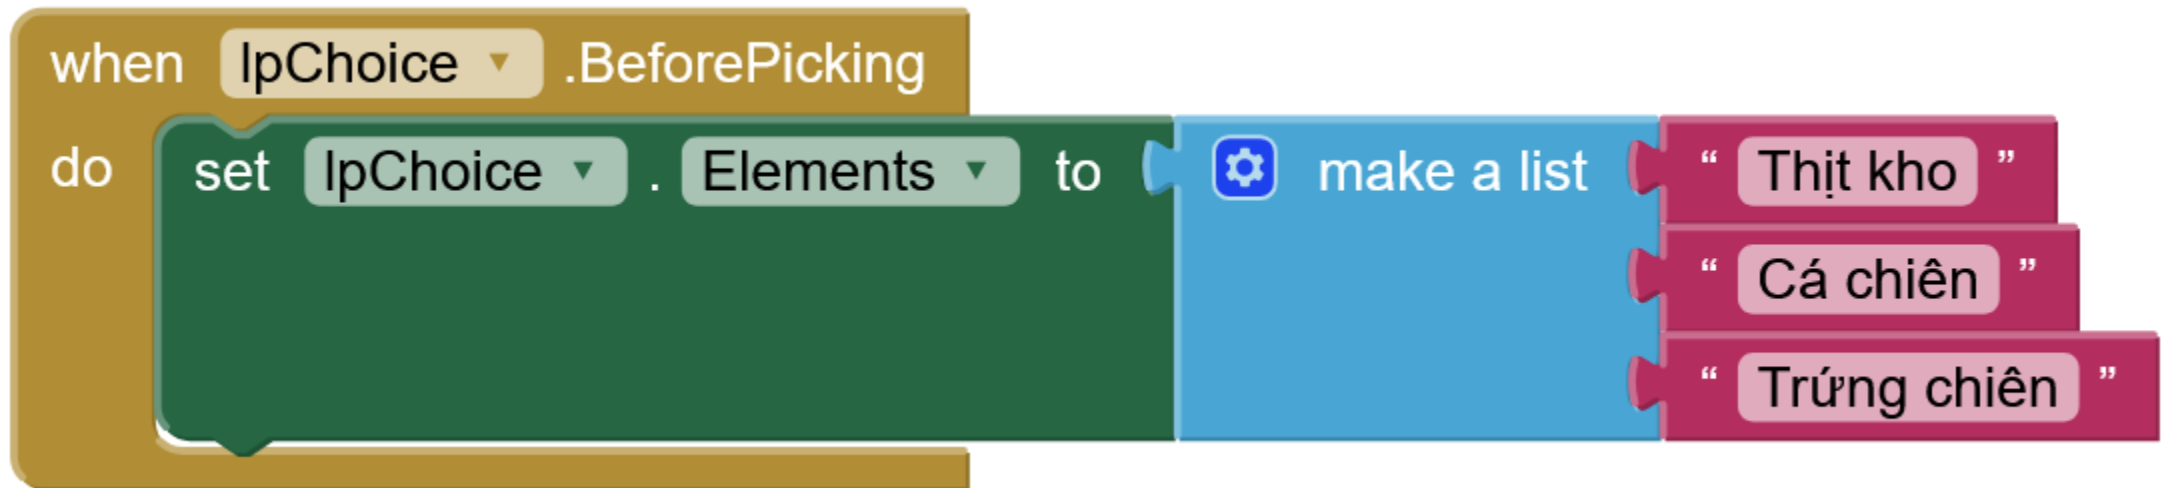 when lpChoice .BeforePicking
do set lpChoice . Elements to make a list “ Thịt kho ”
“ Cá chiên ”
“ Trứng chiên ”